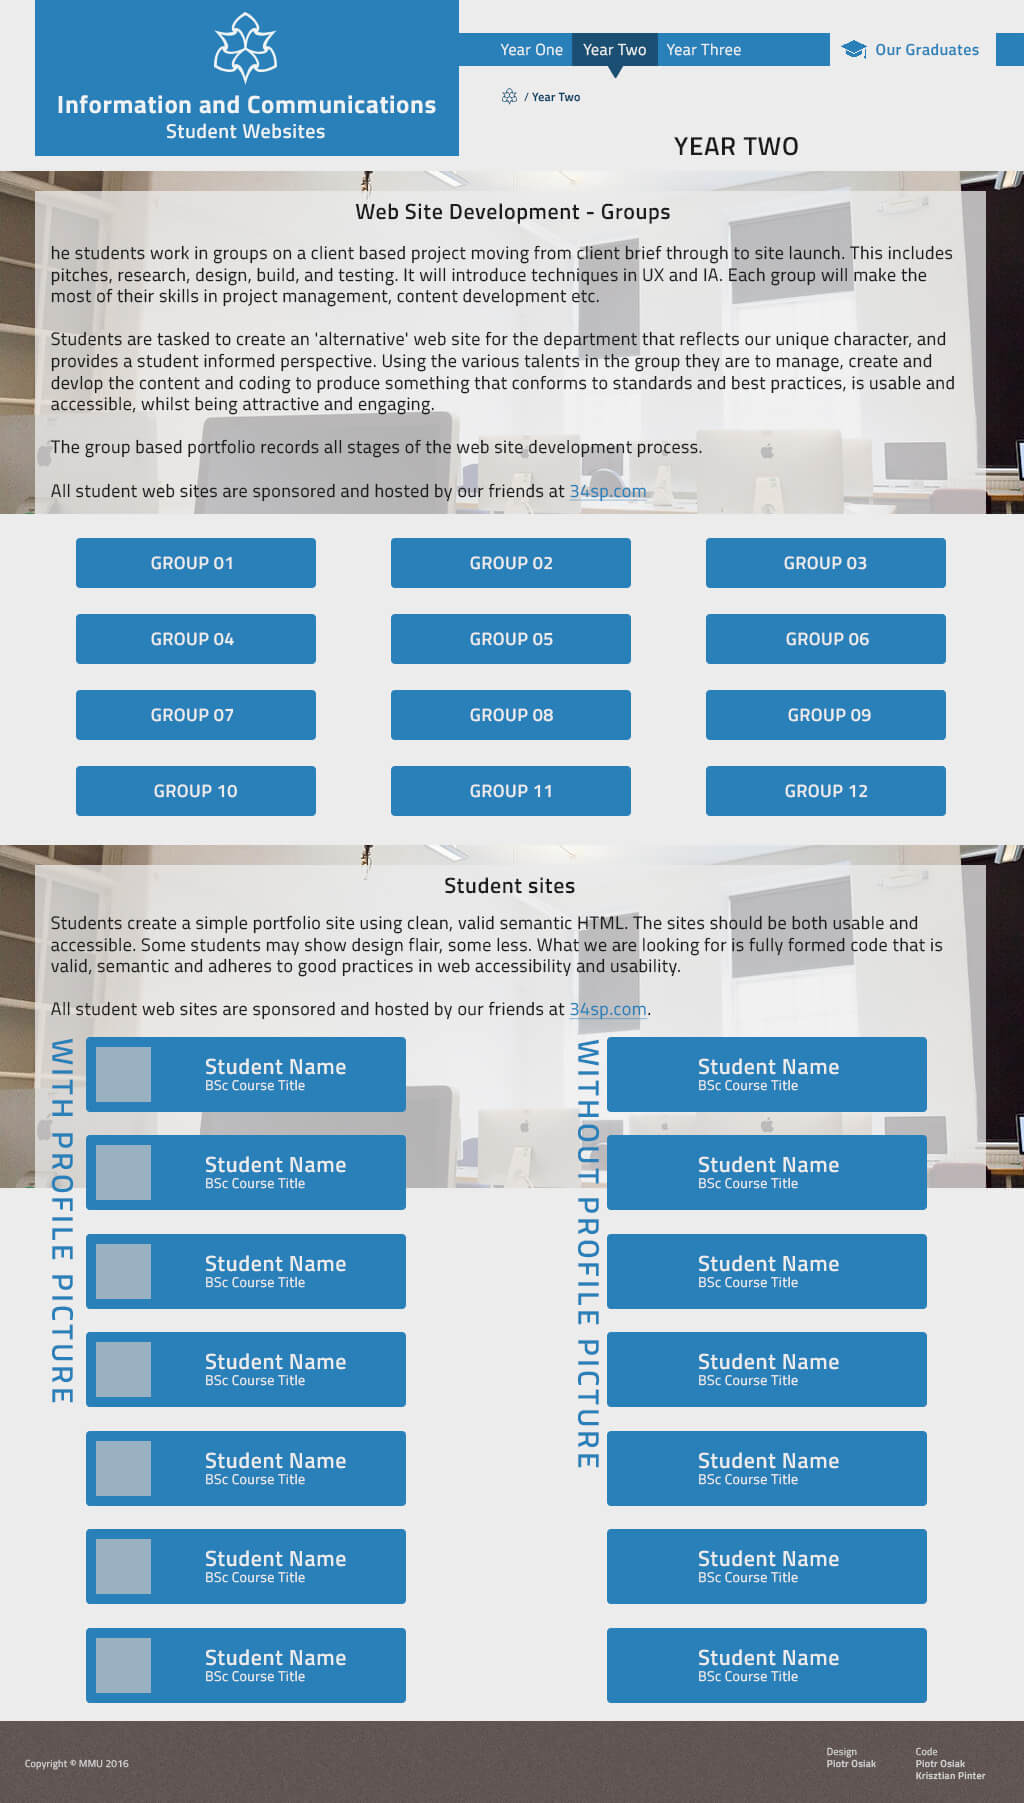 Information and Communications
Student Websites
Year One Year Two Year Three
Our Graduates
/ Year Two
YEAR TWO
Web Site Development - Groups
he students work in groups on a client based project moving from client brief through to site launch. This includes
pitches, research, design, build, and testing. It will introduce techniques in UX and IA. Each group will make the
most of their skills in project management, content development etc.
Students are tasked to create an 'alternative' web site for the department that reflects our unique character, and
provides a student informed perspective. Using the various talents in the group they are to manage, create and
devlop the content and coding to produce something that conforms to standards and best practices, is usable and
accessible, whilst being attractive and engaging.
The group based portfolio records all stages of the web site development process.
All student web sites are sponsored and hosted by our friends at 34sp.com
GROUP 01
GROUP 02
GROUP 03
GROUP 04
GROUP 05
GROUP 06
GROUP 07
GROUP 08
GROUP 09
GROUP 10
GROUP 11
GROUP 12
Student sites
Students create a simple portfolio site using clean, valid semantic HTML. The sites should be both usable and
accessible. Some students may show design flair, some less. What we are looking for is fully formed code that is
valid, semantic and adheres to good practices in web accessibility and usability.
All student web sites are sponsored and hosted by our friends at 34sp.com.
WITH PROFILE PICTURE
Student Name
BSc Course Title
Student Name
BSc Course Title
Student Name
BSc Course Title
Student Name
BSc Course Title
Student Name
BSc Course Title
Student Name
BSc Course Title
Student Name
BSc Course Title
WITHOUT PROFILE PICTURE
Student Name
BSc Course Title
Student Name
BSc Course Title
Student Name
BSc Course Title
Student Name
BSc Course Title
Student Name
BSc Course Title
Student Name
BSc Course Title
Student Name
BSc Course Title
Copyright © MMU 2016
Design
Piotr Osiak
Code
Piotr Osiak
Krisztian Pinter